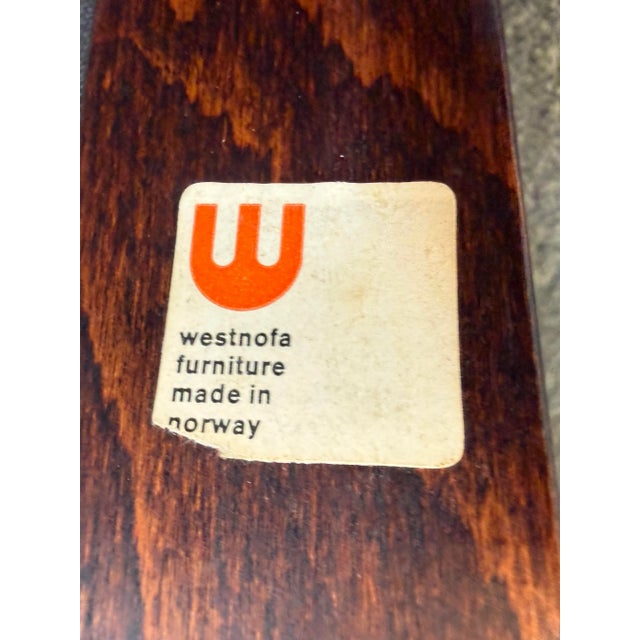 w
westnofa
furniture
made in
norway